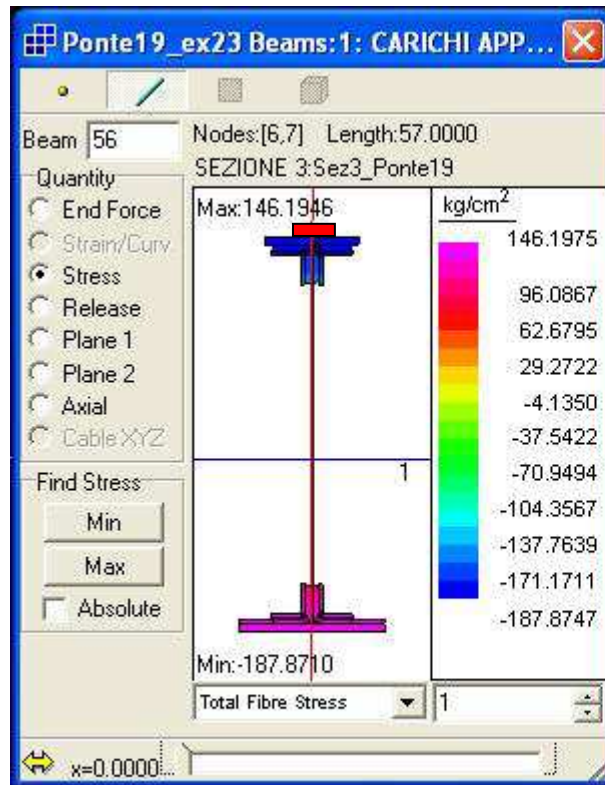 Ponte19_ex23 Beams:1: CARICHI APP...
Beam 56
Nodes:[6,7] Length:57.0000
SEZIONE 3:Sez3_Ponte19
Quantity
End Force
Strain/Curv
Stress
Release
Plane 1
Plane 2
Axial
Cable XYZ
Find Stress
Min
Max
Absolute
Max:146.1946
1
Min:-187.8710
Total Fibre Stress
kg/cm2
146.1975
96.0867
62.6795
29.2722
-4.1350
-37.5422
-70.9494
-104.3567
-137.7639
-171.1711
-187.8747
1
x=0.0000